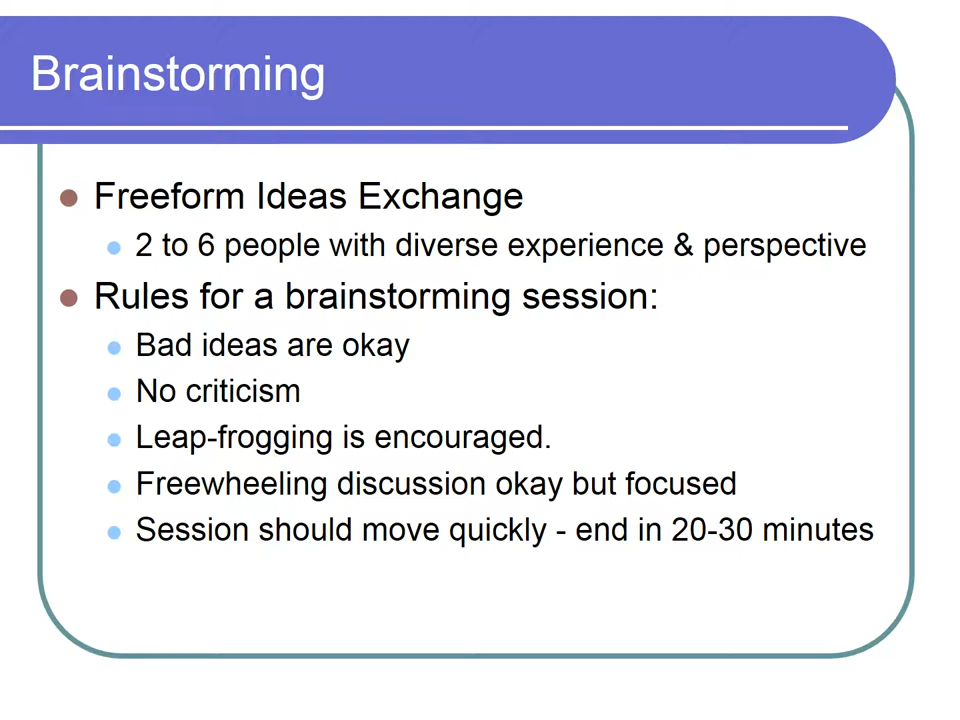 Brainstorming
Freeform Ideas Exchange
2 to 6 people with diverse experience & perspective
Rules for a brainstorming session:
Bad ideas are okay
No criticism
Leap-frogging is encouraged.
Freewheeling discussion okay but focused
Session should move quickly - end in 20-30 minutes